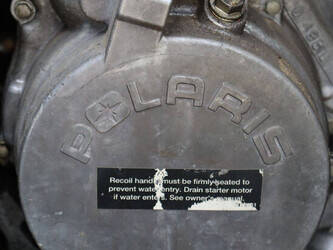 POLARIS
Recoil handle must be firmly seated to
prevent water entry. Drain starter motor
if water enters. See owner's manual.